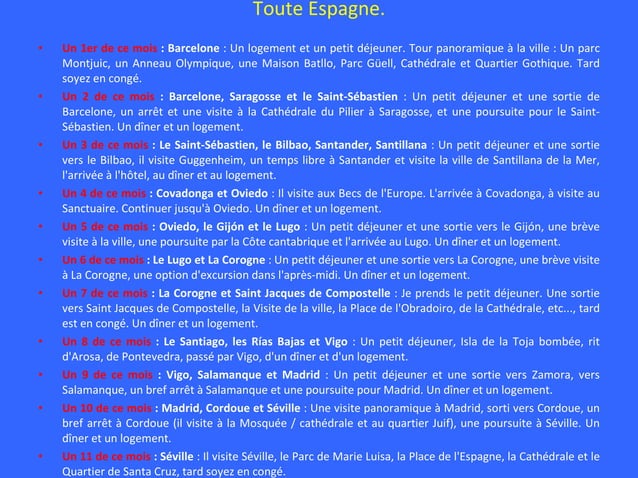 Toute Espagne.
• Un 1er de ce mois : Barcelone : Un logement et un petit déjeuner. Tour panoramique à la ville : Un parc
Montjuic, un Anneau Olympique, une Maison Batllo, Parc Güell, Cathédrale et Quartier Gothique. Tard
soyez en congé.
• Un 2 de ce mois : Barcelone, Saragosse et le Saint-Sébastien : Un petit déjeuner et une sortie de
Barcelone, un arrêt et une visite à la Cathédrale du Pilier à Saragosse, et une poursuite pour le Saint-
Sébastien. Un dîner et un logement.
• Un 3 de ce mois : Le Saint-Sébastien, le Bilbao, Santander, Santillana : Un petit déjeuner et une sortie
vers le Bilbao, il visite Guggenheim, un temps libre à Santander et visite la ville de Santillana de la Mer,
l'arrivée à l'hôtel, au dîner et au logement.
• Un 4 de ce mois : Covadonga et Oviedo : Il visite aux Becs de l'Europe. L'arrivée à Covadonga, à visite au
Sanctuaire. Continuer jusqu'à Oviedo. Un dîner et un logement.
• Un 5 de ce mois : Oviedo, le Gijón et le Lugo : Un petit déjeuner et une sortie vers le Gijón, une brève
visite à la ville, une poursuite par la Côte cantabrique et l'arrivée au Lugo. Un dîner et un logement.
• Un 6 de ce mois : Le Lugo et La Corogne : Un petit déjeuner et une sortie vers La Corogne, une brève visite
à La Corogne, une option d'excursion dans l'après-midi. Un dîner et un logement.
• Un 7 de ce mois : La Corogne et Saint Jacques de Compostelle : Je prends le petit déjeuner. Une sortie
vers Saint Jacques de Compostelle, la Visite de la ville, la Place de l'Obradoiro, de la Cathédrale, etc..., tard
est en congé. Un dîner et un logement.
• Un 8 de ce mois : Le Santiago, les Rías Bajas et Vigo : Un petit déjeuner, Isla de la Toja bombée, rit
d'Arosa, de Pontevedra, passé par Vigo, d'un dîner et d'un logement.
• Un 9 de ce mois : Vigo, Salamanque et Madrid : Un petit déjeuner et une sortie vers Zamora, vers
Salamanque, un bref arrêt à Salamanque et une poursuite pour Madrid. Un dîner et un logement.
• Un 10 de ce mois : Madrid, Cordoue et Séville : Une visite panoramique à Madrid, sorti vers Cordoue, un
bref arrêt à Cordoue (il visite à la Mosquée / cathédrale et au quartier Juif), une poursuite à Séville. Un
dîner et un logement.
• Un 11 de ce mois : Séville : Il visite Séville, le Parc de Marie Luisa, la Place de l'Espagne, la Cathédrale et le
Quartier de Santa Cruz, tard soyez en congé.